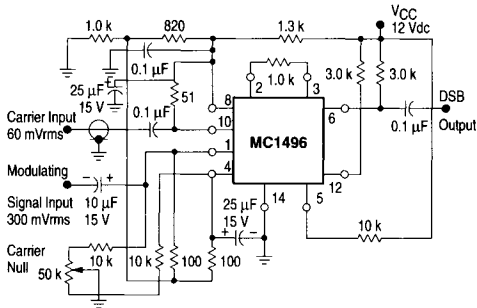 1.0 k
820
1.3 k
VCC
12 Vdc
0.1 µF
25 µF
15 V
+
51
2
1.0 k
3
3.0 k
3.0 k
0.1 µF
Carrier Input
60 mVrms
8
10
1
4
MC1496
6
12
14
5
DSB
0.1 µF
Output
Modulating
Signal Input
300 mVrms
− +
10 µF
15 V
25 µF
15 V
+ −
10 k
Carrier
Null
50 k
10 k
10 k
100
100